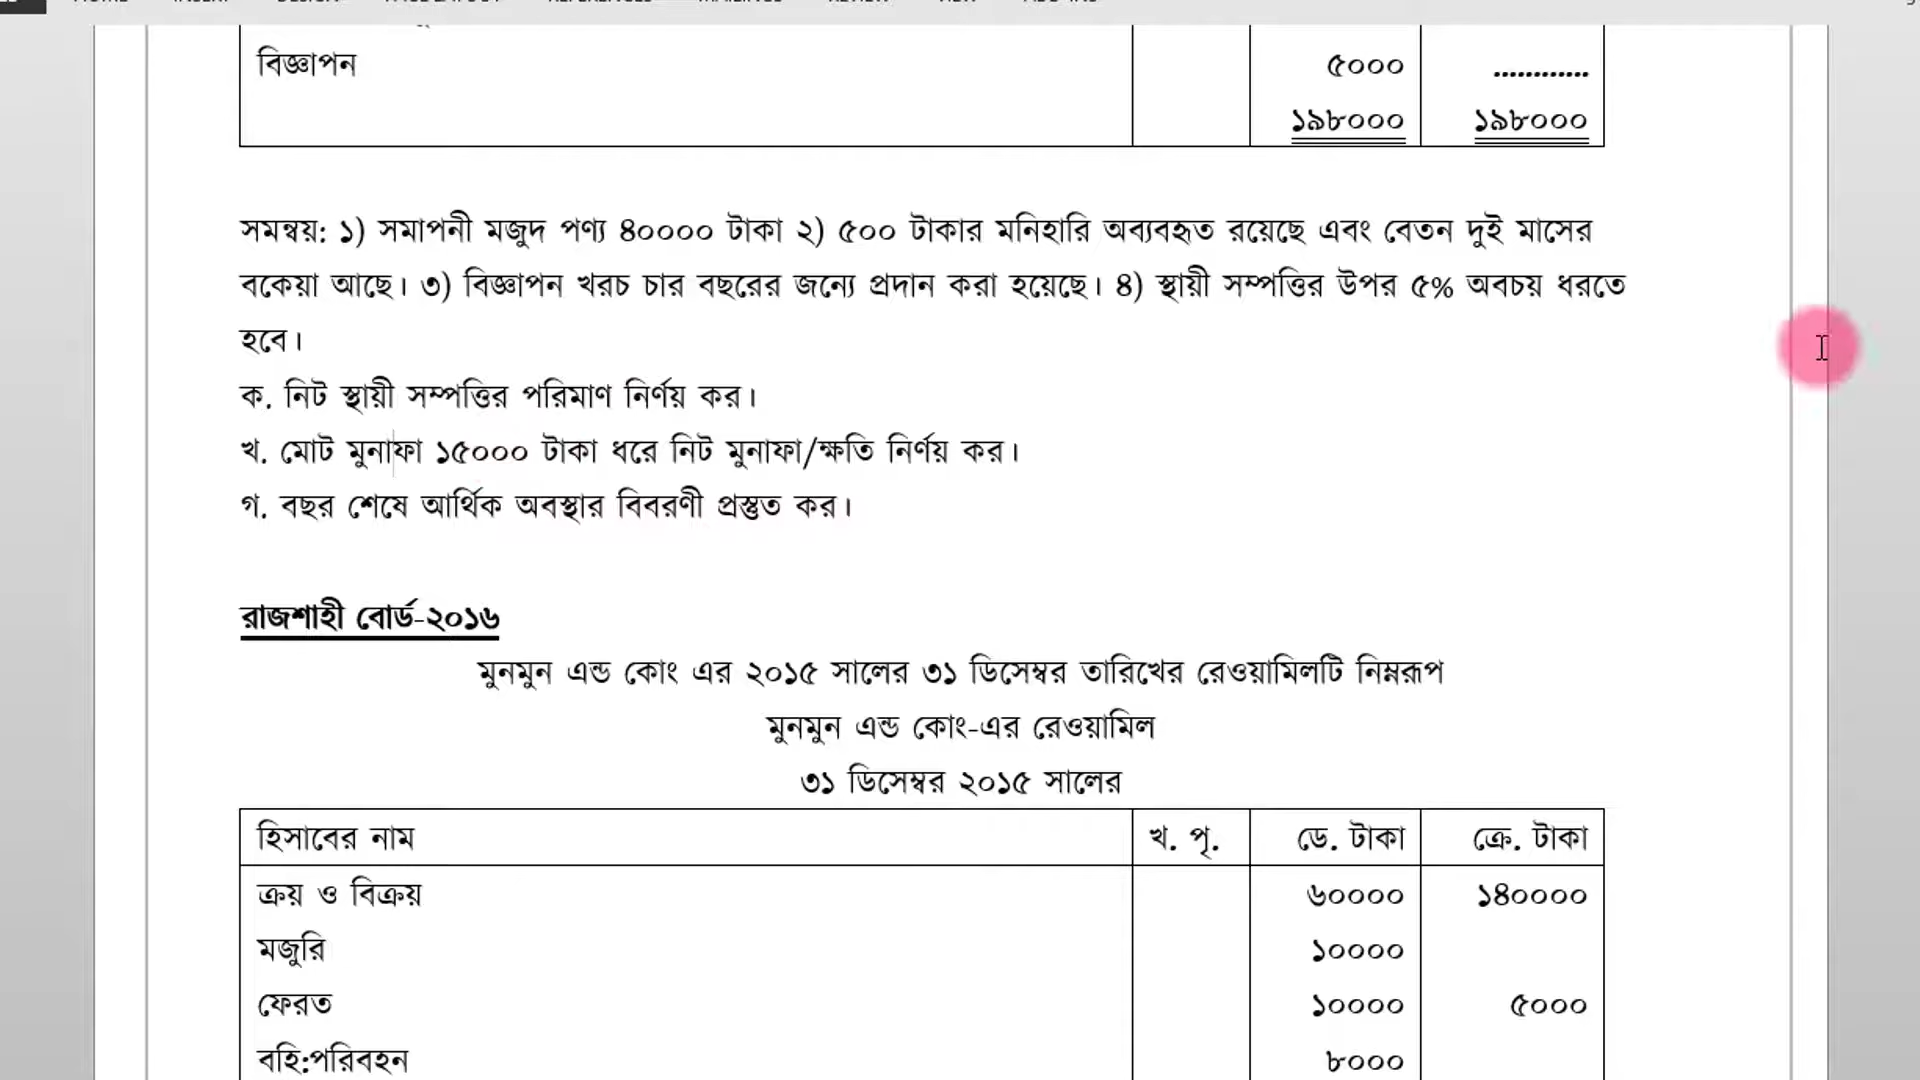 বিজ্ঞাপন ৫০০০ ............
১৯৮০০০ ১৯৮০০০
সমন্বয়: ১) সমাপনী মজুদ পণ্য ৪০০০০ টাকা ২) ৫০০ টাকার মনিহারি অব্যবহৃত রয়েছে এবং বেতন দুই মাসের
বকেয়া আছে। ৩) বিজ্ঞাপন খরচ চার বছরের জন্যে প্রদান করা হয়েছে। ৪) স্থায়ী সম্পত্তির উপর ৫% অবচয় ধরতে
হবে।
ক. নিট স্থায়ী সম্পত্তির পরিমাণ নির্ণয় কর।
খ. মোট মুনাফা ১৫০০০ টাকা ধরে নিট মুনাফা/ক্ষতি নির্ণয় কর।
গ. বছর শেষে আর্থিক অবস্থার বিবরণী প্রস্তুত কর।
রাজশাহী বোর্ড-২০১৬
মুনমুন এন্ড কোং এর ২০১৫ সালের ৩১ ডিসেম্বর তারিখের রেওয়ামিলটি নিম্নরূপ
মুনমুন এন্ড কোং-এর রেওয়ামিল
৩১ ডিসেম্বর ২০১৫ সালের
হিসাবের নাম খ. পৃ. ডে. টাকা ক্রে. টাকা
ক্রয় ও বিক্রয় ৬০০০০ ১৪০০০০
মজুরি ১০০০০
ফেরত ১০০০০ ৫০০০
বহি:পরিবহন ৮০০০